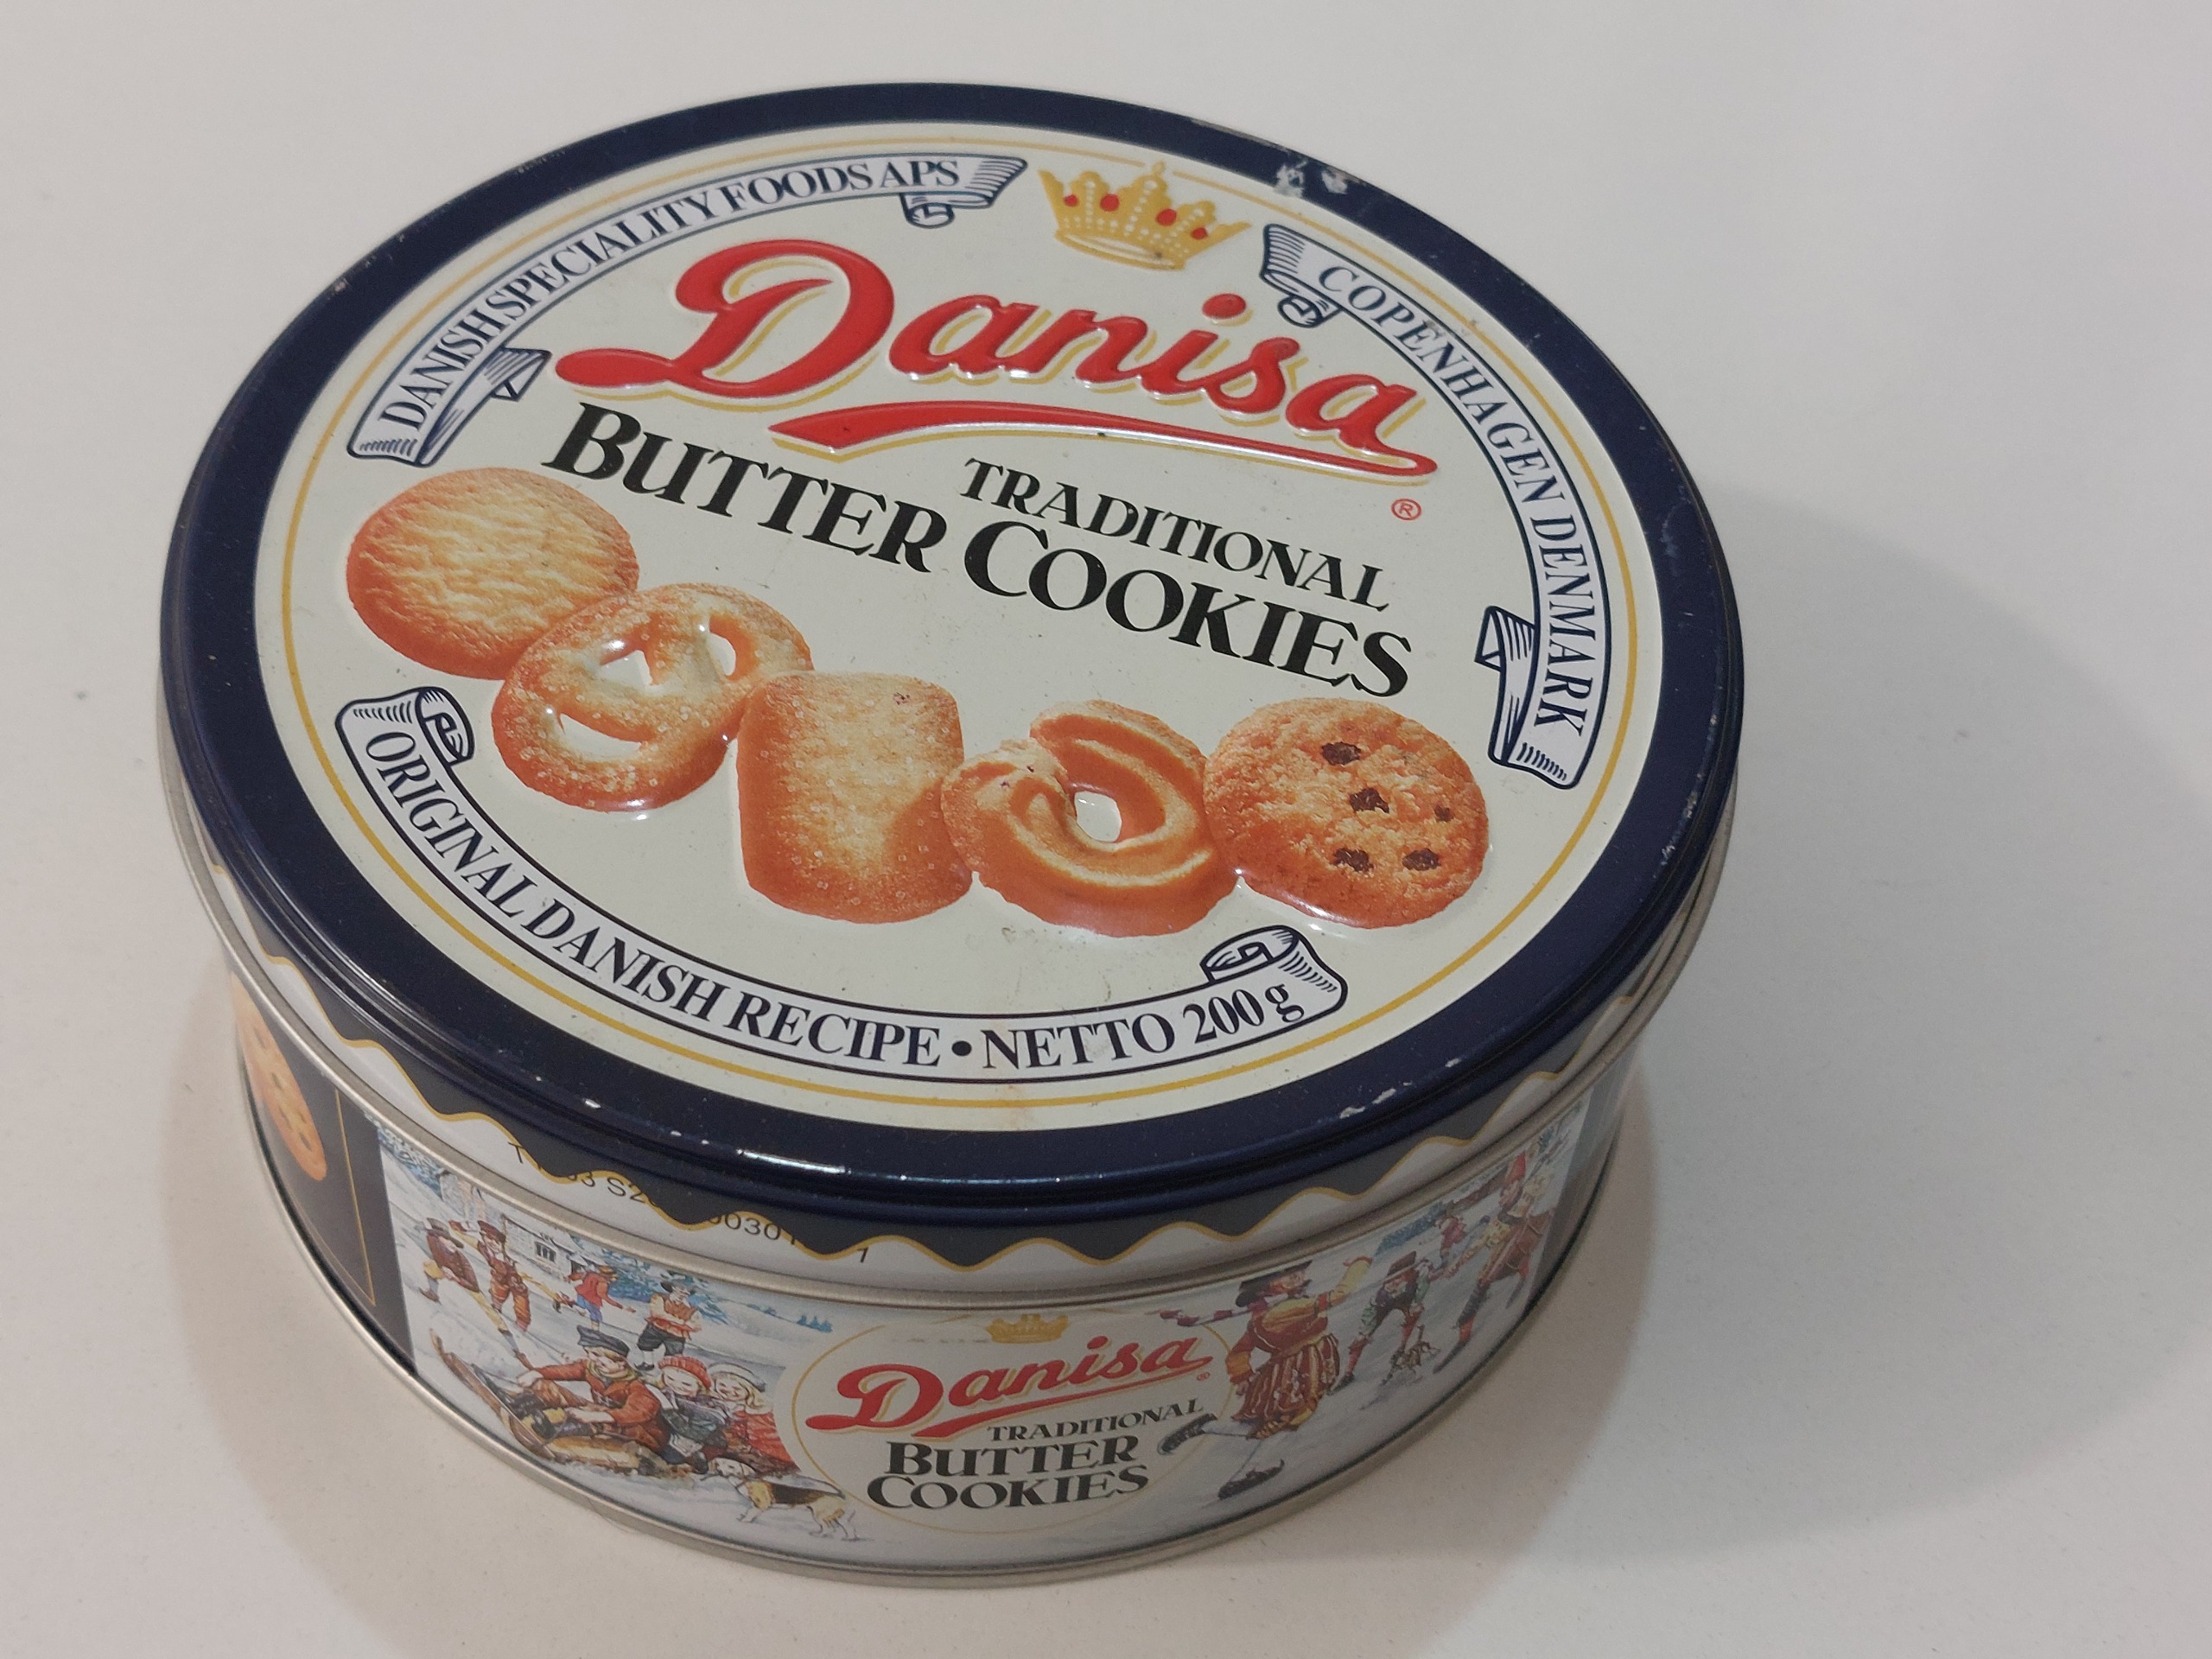 DANISH SPECIALITY FOODS APS
COPENHAGEN DENMARK
Danisa
®
TRADITIONAL
BUTTER COOKIES
ORIGINAL DANISH RECIPE • NETTO 200 g
Danisa
®
TRADITIONAL
BUTTER
COOKIES